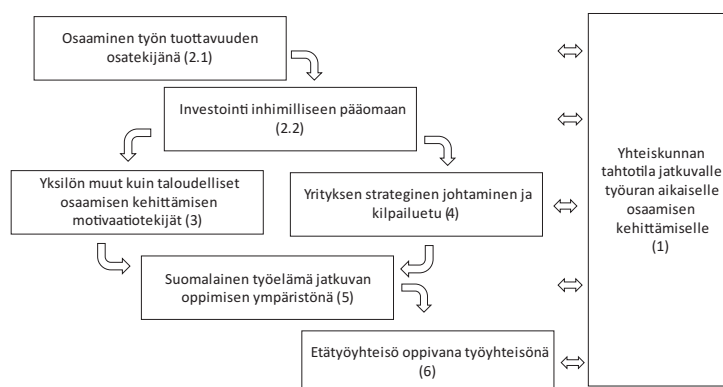 Osaaminen työn tuottavuuden
osatekijänä (2.1)
Investointi inhimilliseen pääomaan
(2.2)
Yksilön muut kuin taloudelliset
osaamisen kehittämisen
motivaatiotekijät (3)
Yrityksen strateginen johtaminen ja
kilpailuetu (4)
Suomalainen työelämä jatkuvan
oppimisen ympäristönä (5)
Etätyöyhteisö oppivana työyhteisönä
(6)
Yhteiskunnan
tahtotila jatkuvalle
työuran aikaiselle
osaamisen
kehittämiselle
(1)